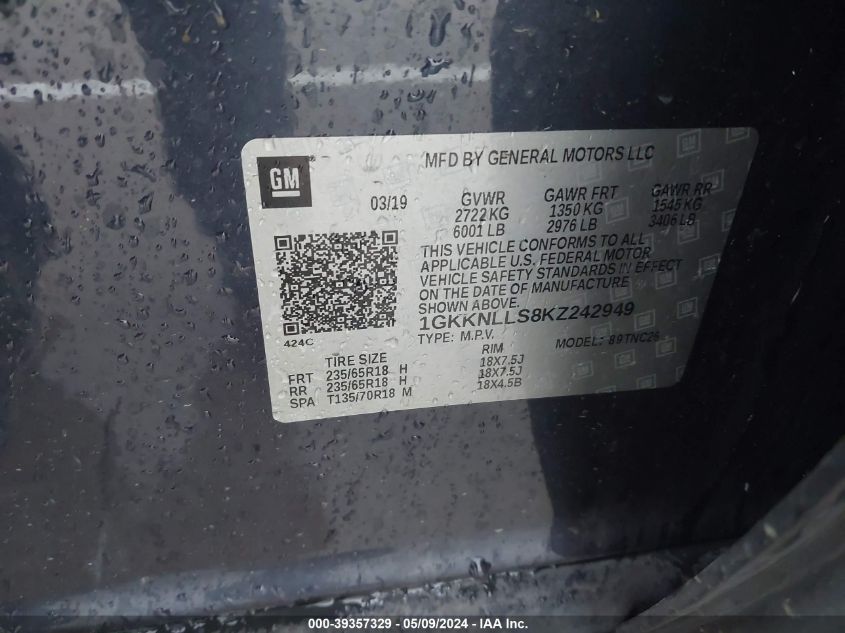 GM
MFD BY GENERAL MOTORS LLC
03/19
GVWR GAWR FRT GAWR RR
2722 KG 1350 KG 1545 KG
6001 LB 2976 LB 3406 LB
THIS VEHICLE CONFORMS TO ALL
APPLICABLE U.S. FEDERAL MOTOR
VEHICLE SAFETY STANDARDS IN EFFECT
ON THE DATE OF MANUFACTURE
SHOWN ABOVE.
1GKKNLLS8KZ242949
424C
TYPE: M.P.V. MODEL: 89TNC26
TIRE SIZE RIM
FRT 235/65R18 H 18X7.5J
RR 235/65R18 H 18X7.5J
SPA T135/70R18 M 18X4.5B
000-39357329 - 05/09/2024 - IAA Inc.